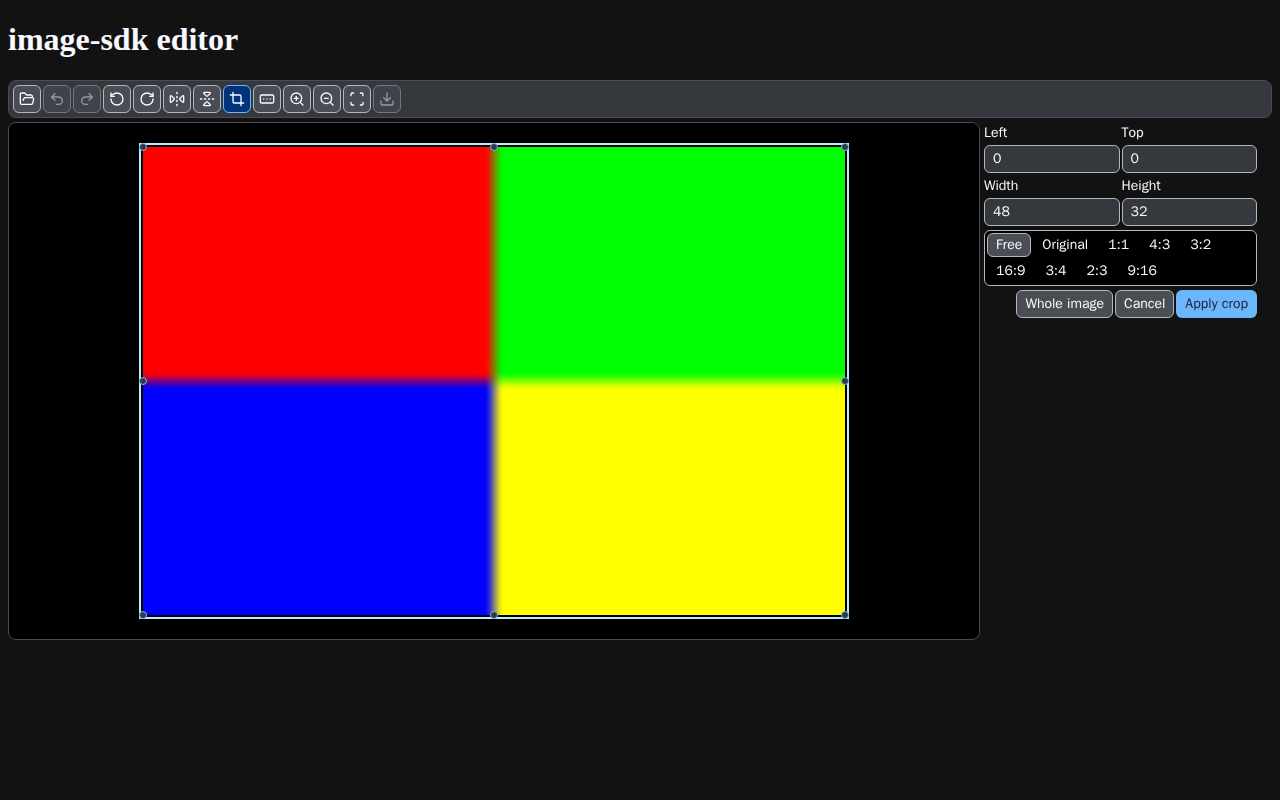 image-sdk editor
Left Top
0 0
Width Height
48 32
Free Original 1:1 4:3 3:2
16:9 3:4 2:3 9:16
Whole image Cancel Apply crop